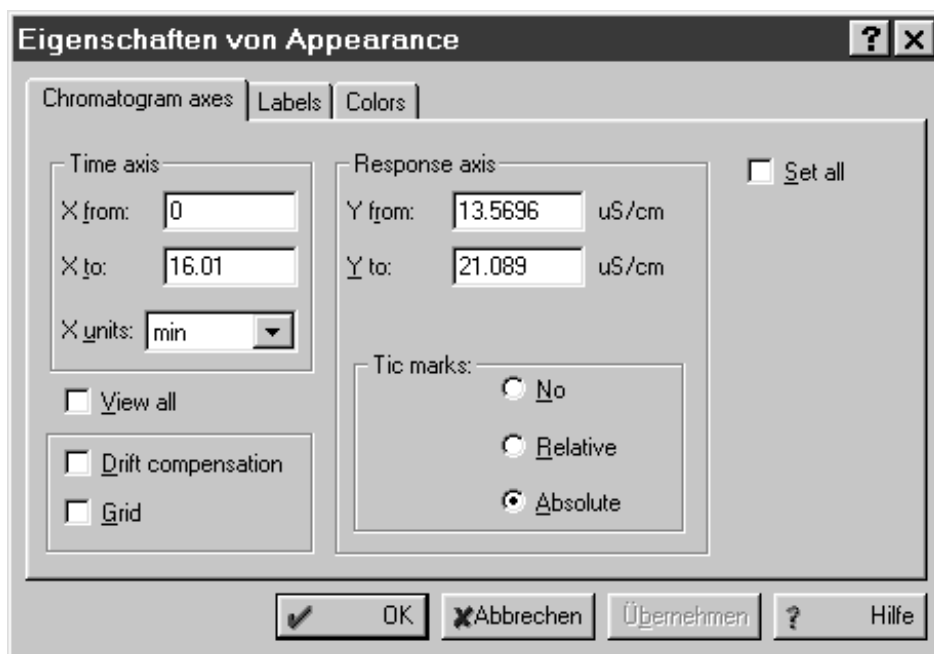 Eigenschaften von Appearance
Chromatogram axes Labels Colors
Time axis
X from: 0
X to: 16.01
X units: min
View all
Drift compensation
Grid
Response axis
Y from: 13.5696 uS/cm
Y to: 21.089 uS/cm
Tic marks:
No
Relative
Absolute
Set all
OK Abbrechen Übernehmen ? Hilfe